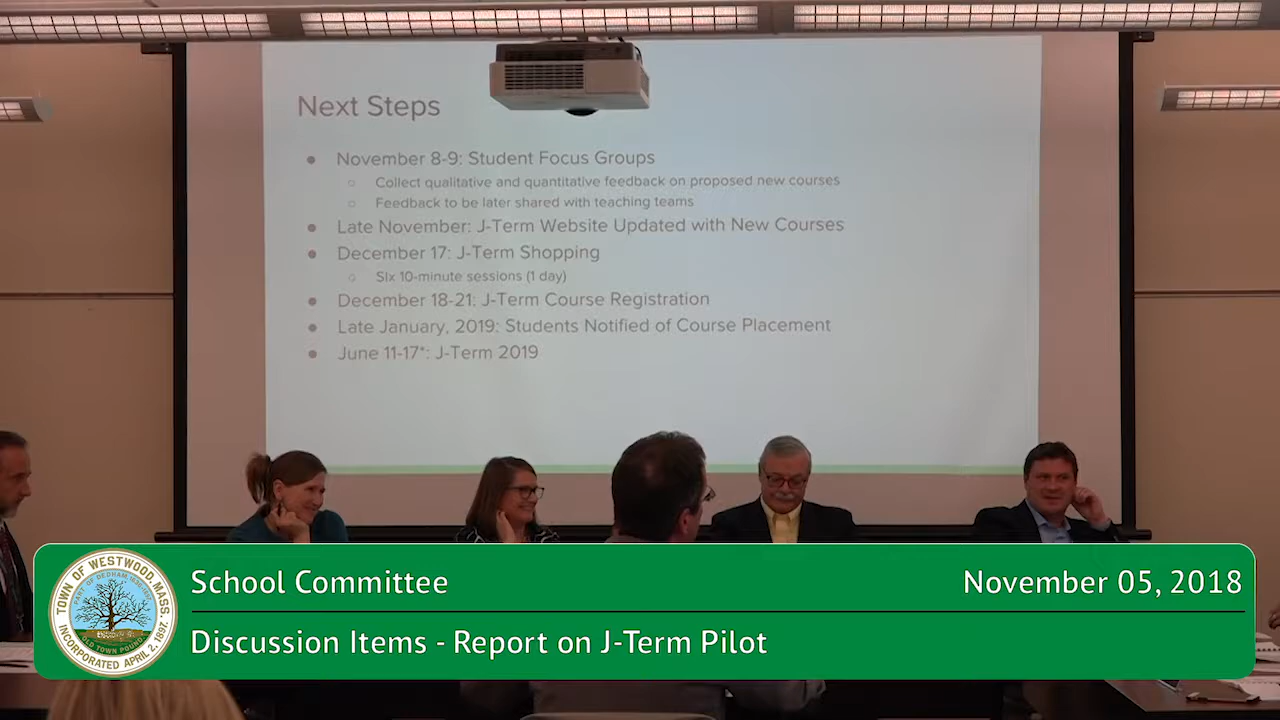 Next Steps
● November 8-9: Student Focus Groups
○ Collect qualitative and quantitative feedback on proposed new courses
○ Feedback to be later shared with teaching teams
● Late November: J-Term Website Updated with New Courses
● December 17: J-Term Shopping
○ Six 10-minute sessions (1 day)
● December 18-21: J-Term Course Registration
● Late January, 2019: Students Notified of Course Placement
● June 11-17*: J-Term 2019
School Committee
November 05, 2018
Discussion Items - Report on J-Term Pilot
TOWN OF WESTWOOD, MASS.
INCORPORATED APRIL 2, 1897.
OLD TOWN POUND